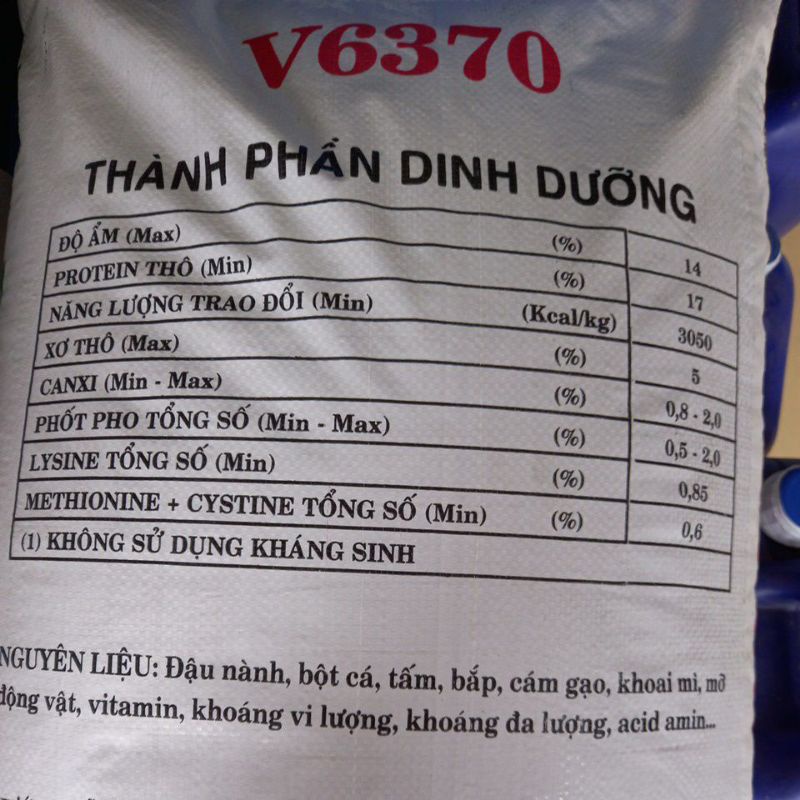 V6370
THÀNH PHẦN DINH DƯỠNG
ĐỘ ẨM (Max) (%) 14
PROTEIN THÔ (Min) (%) 17
NĂNG LƯỢNG TRAO ĐỔI (Min) (Kcal/kg) 3050
XƠ THÔ (Max) (%) 5
CANXI (Min - Max) (%) 0,8 - 2,0
PHỐT PHO TỔNG SỐ (Min - Max) (%) 0,5 - 2,0
LYSINE TỔNG SỐ (Min) (%) 0,85
METHIONINE + CYSTINE TỔNG SỐ (Min) (%) 0,6
(1) KHÔNG SỬ DỤNG KHÁNG SINH
NGUYÊN LIỆU: Đậu nành, bột cá, tấm, bắp, cám gạo, khoai mì, mỡ
động vật, vitamin, khoáng vi lượng, khoáng đa lượng, acid amin...